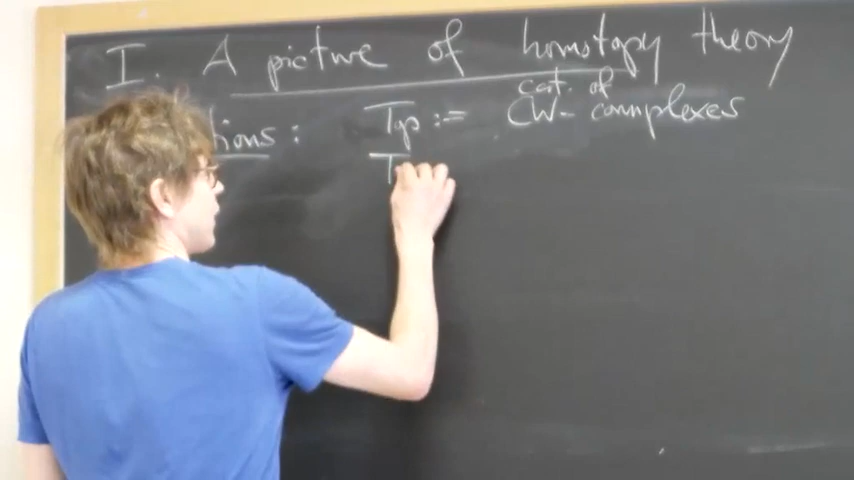 I. A picture of homotopy theory
tions: Top := cat. of CW-complexes
T